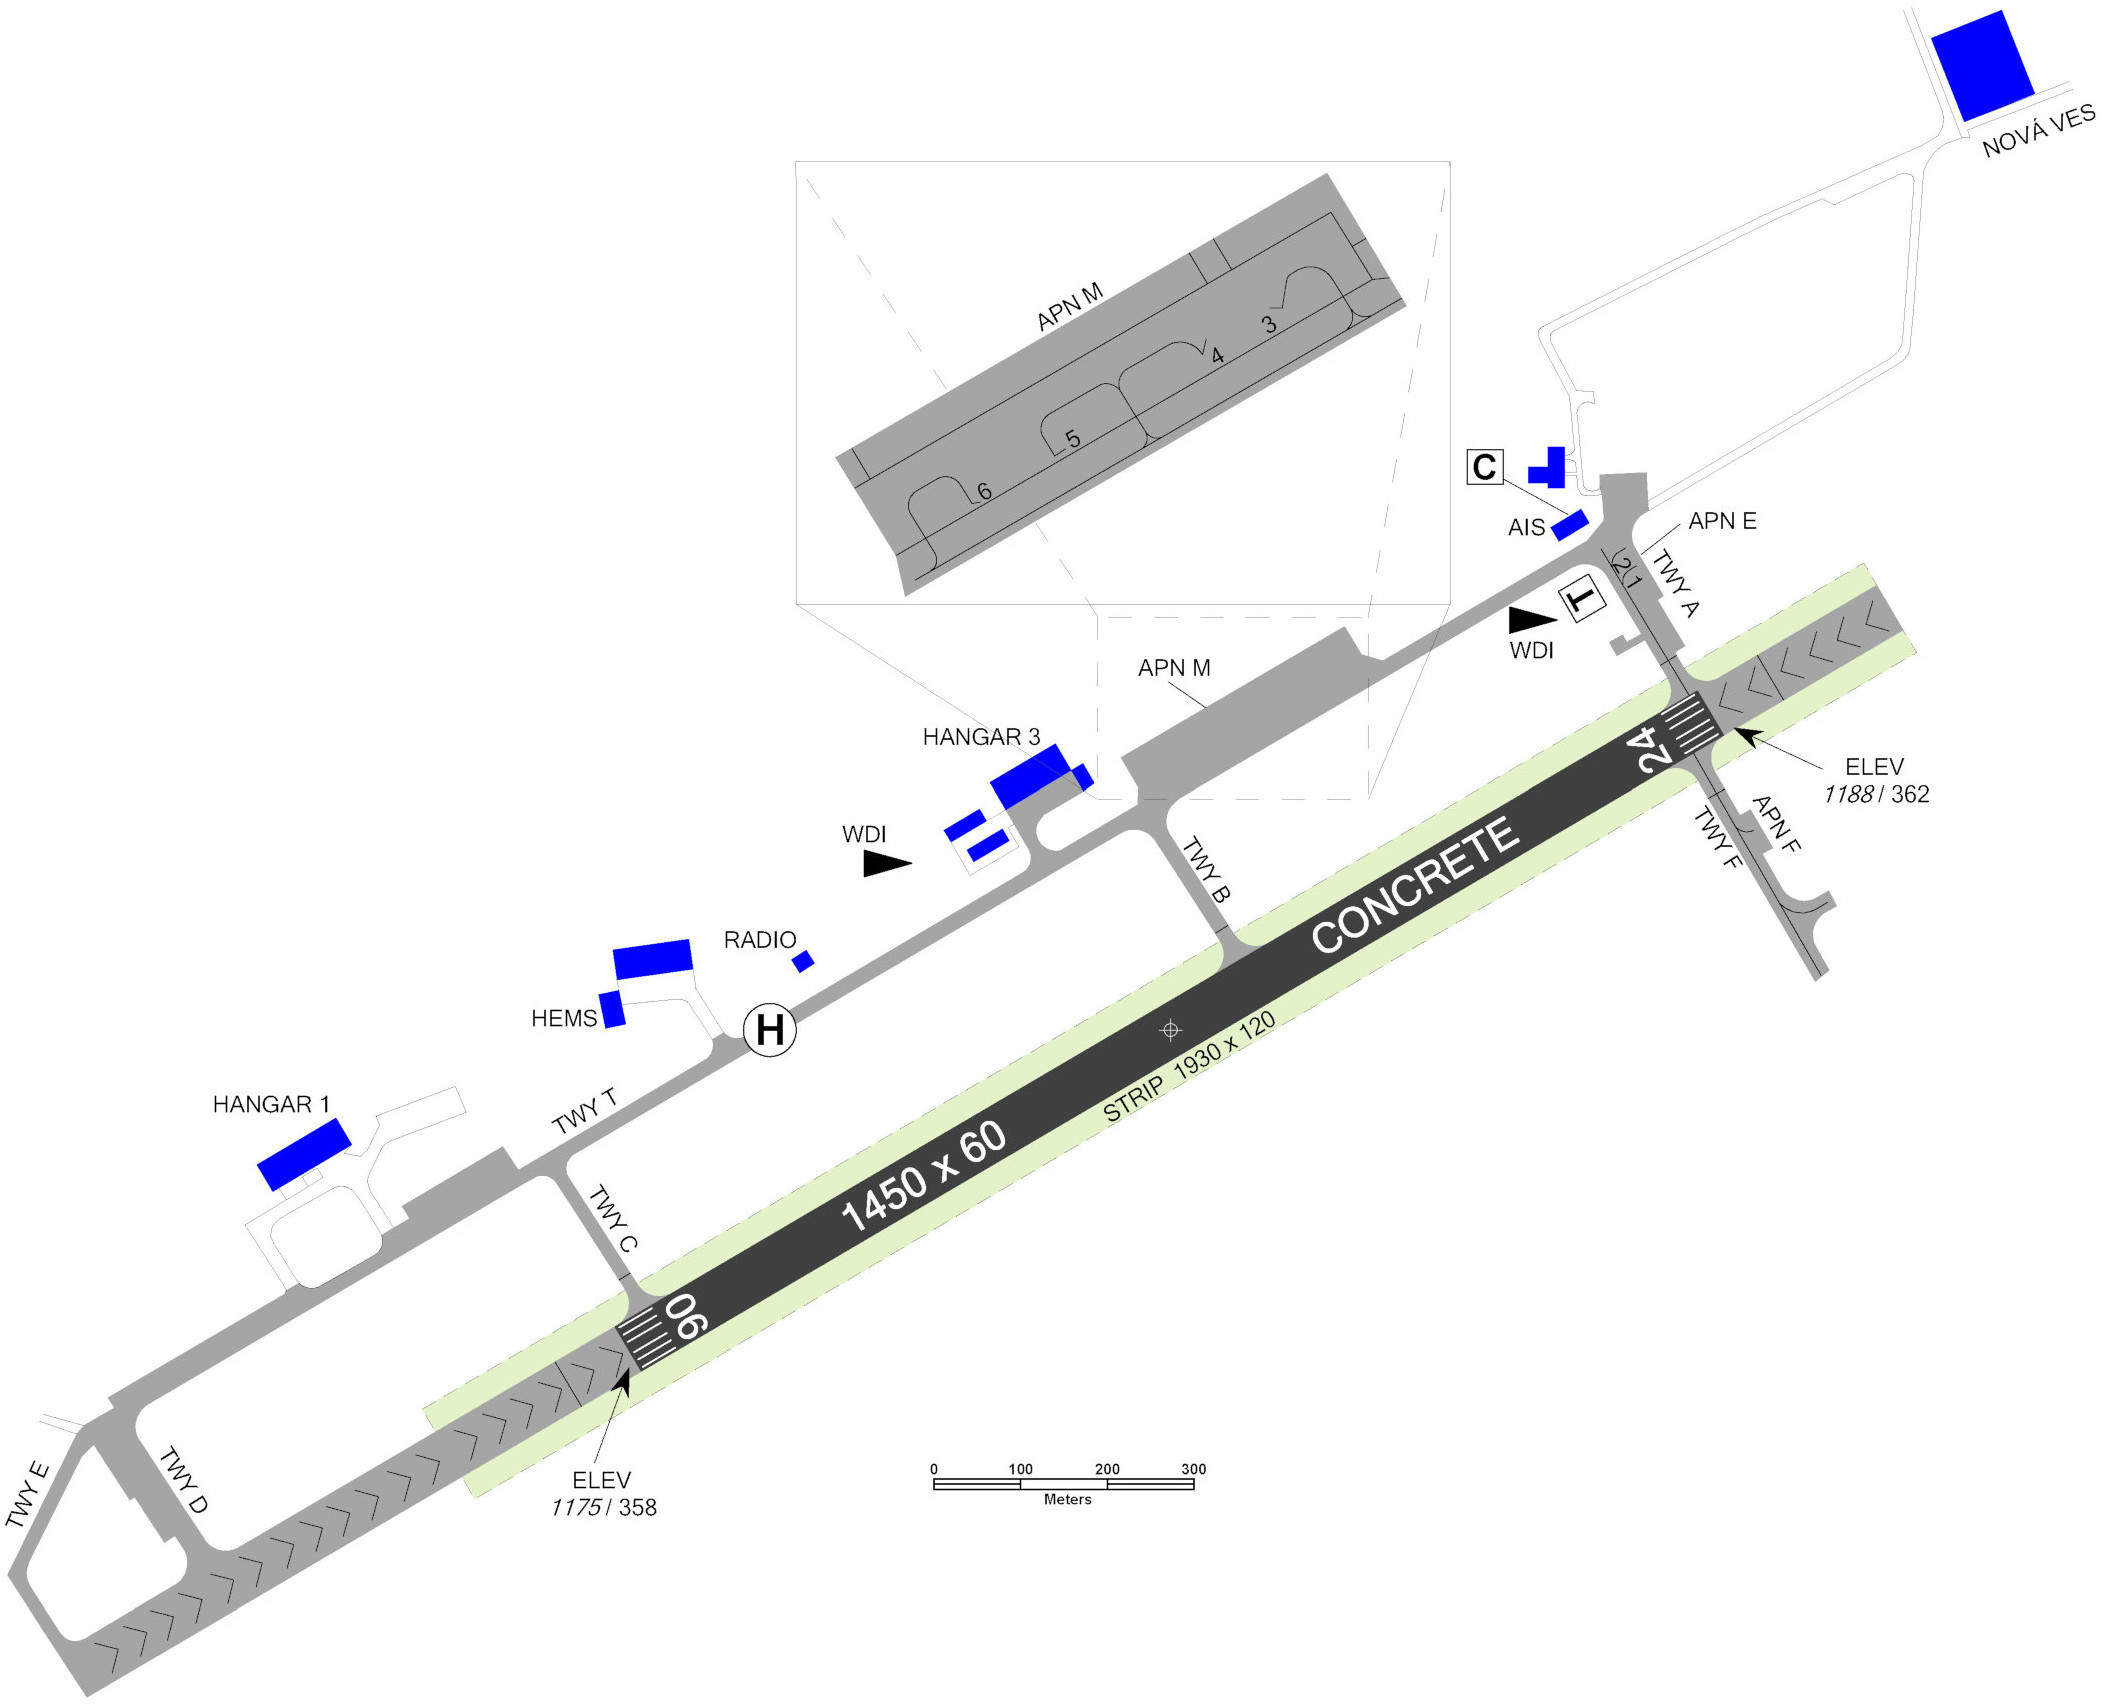 NOVÁ VES
APN M
3
4
5
6
C
AIS
APN E
2
1
TWY A
T
WDI
APN M
HANGAR 3
24
ELEV
1188 / 362
WDI
TWY B
CONCRETE
APN F
TWY F
RADIO
HEMS
H
STRIP 1930 x 120
TWY T
HANGAR 1
1450 x 60
TWY C
06
ELEV
1175 / 358
TWY E
TWY D
0 100 200 300
Meters